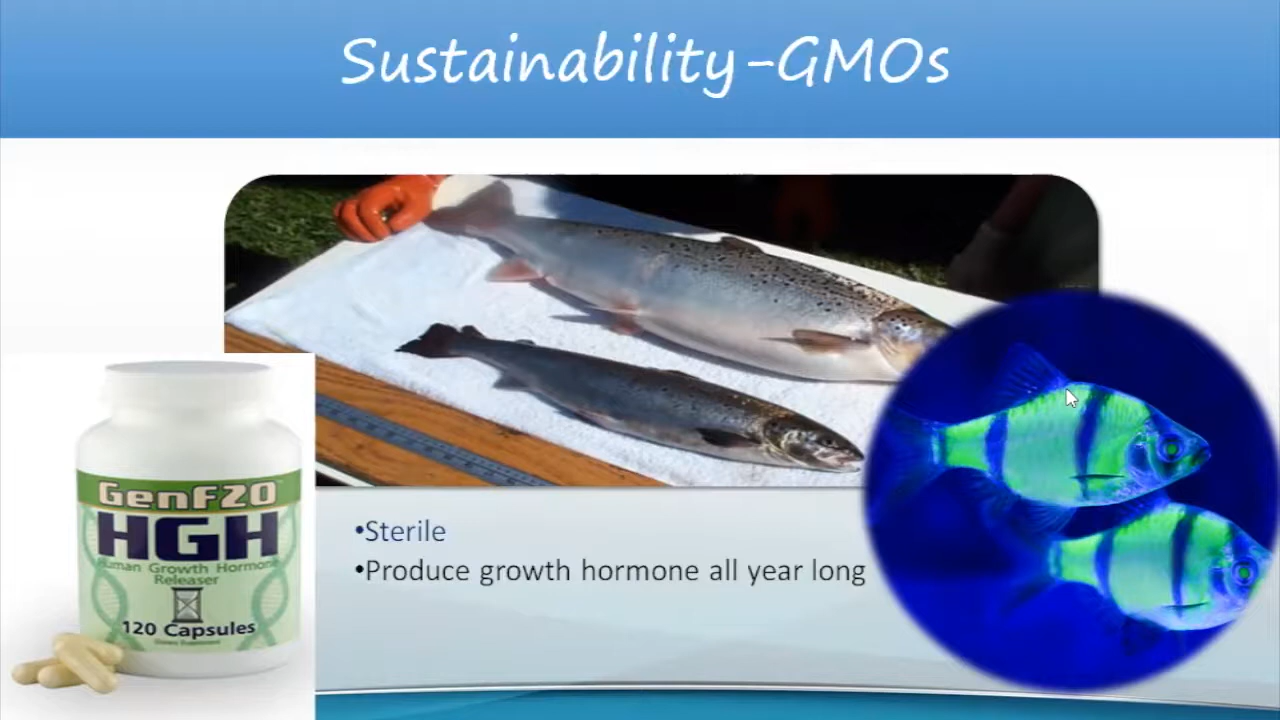 Sustainability-GMOs
GenF20
HGH
Human Growth Hormone
Releaser
120 Capsules
•Sterile
•Produce growth hormone all year long